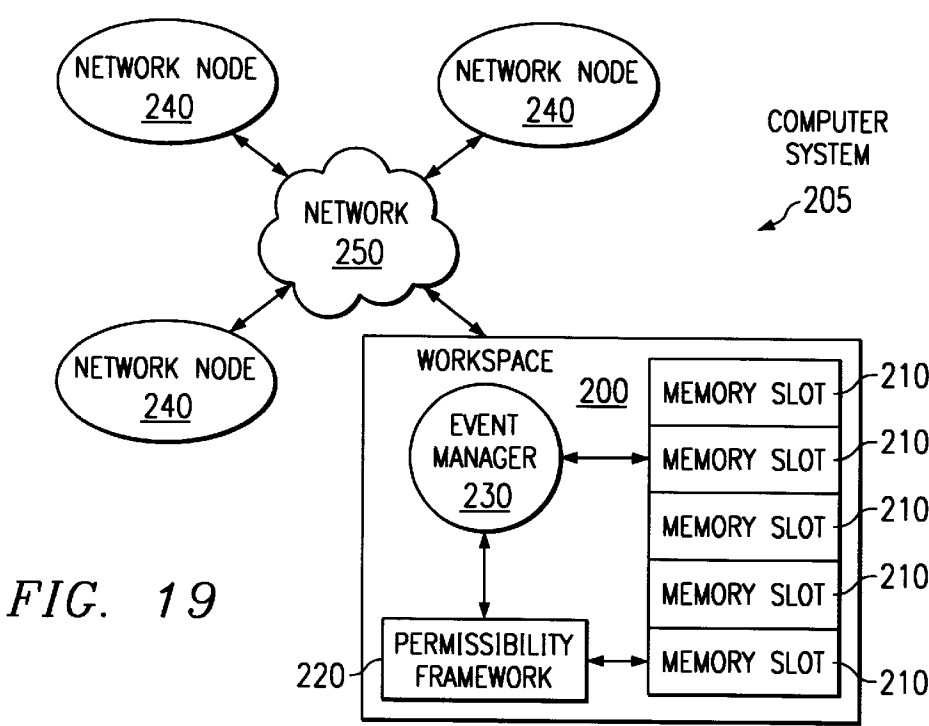 NETWORK NODE
240
NETWORK NODE
240
COMPUTER
SYSTEM
205
NETWORK
250
NETWORK NODE
240
WORKSPACE
200
EVENT
MANAGER
230
MEMORY SLOT
210
MEMORY SLOT
210
MEMORY SLOT
210
MEMORY SLOT
210
MEMORY SLOT
210
PERMISSIBILITY
FRAMEWORK
220
FIG. 19